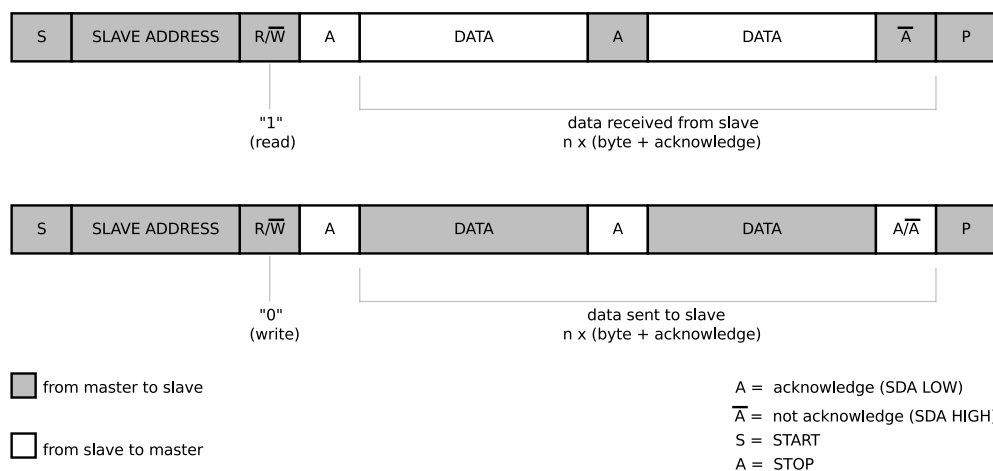 S SLAVE ADDRESS R/W̅ A DATA A DATA A̅ P
"1"
(read)
data received from slave
n x (byte + acknowledge)
S SLAVE ADDRESS R/W̅ A DATA A DATA A/A̅ P
"0"
(write)
data sent to slave
n x (byte + acknowledge)
from master to slave
from slave to master
A = acknowledge (SDA LOW)
A̅ = not acknowledge (SDA HIGH)
S = START
A = STOP